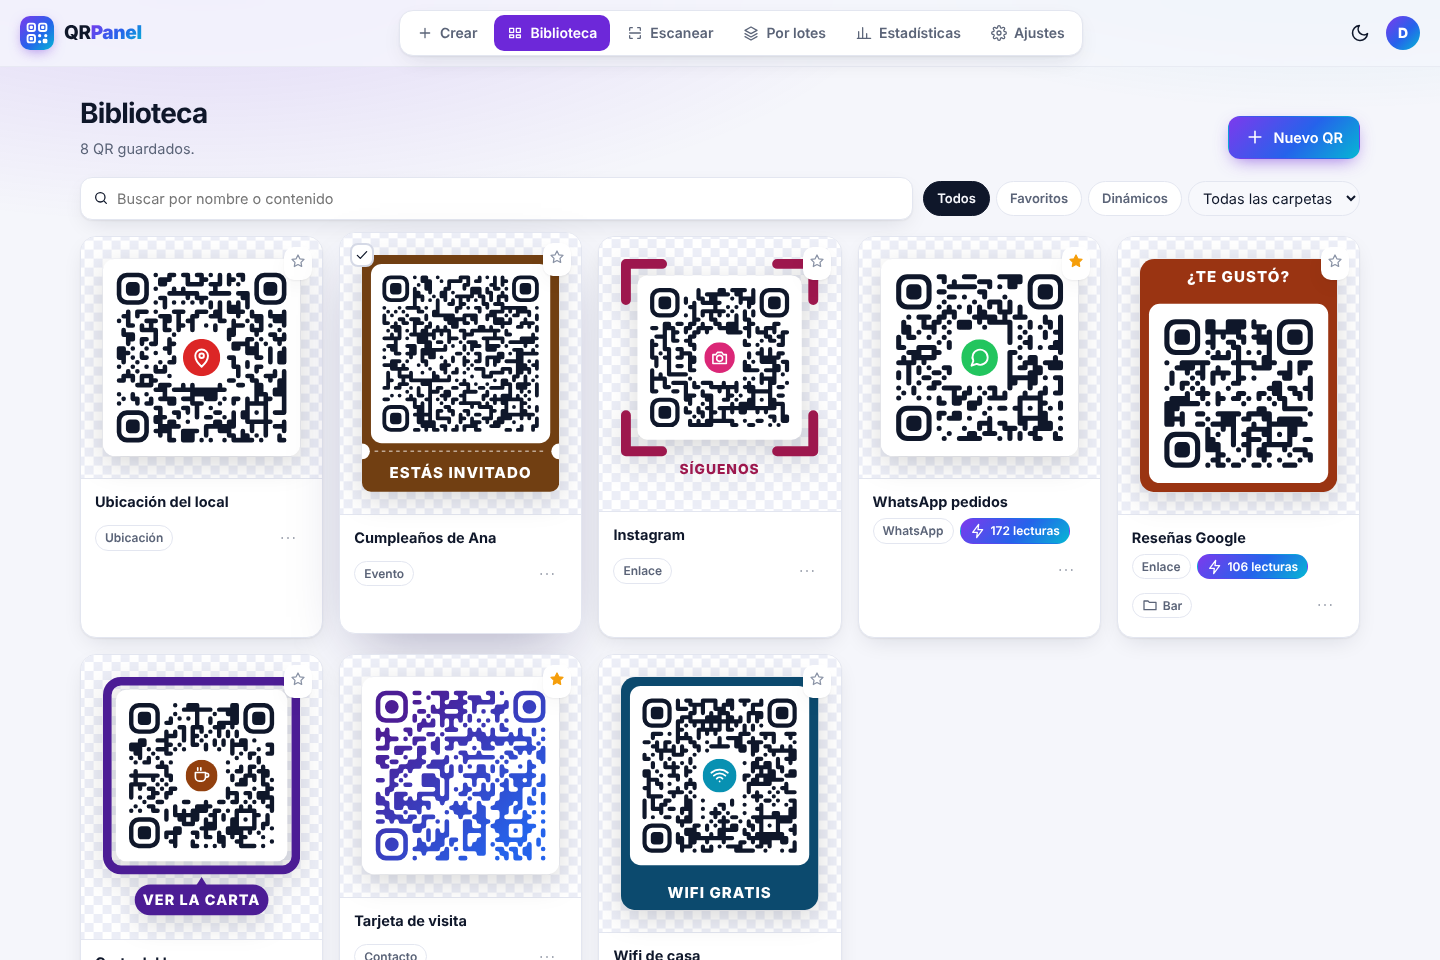 QRPanel
Crear
Biblioteca
Escanear
Por lotes
Estadísticas
Ajustes
D
Biblioteca
8 QR guardados.
Nuevo QR
Buscar por nombre o contenido
Todos
Favoritos
Dinámicos
Todas las carpetas
Ubicación del local
Ubicación
ESTÁS INVITADO
Cumpleaños de Ana
Evento
SÍGUENOS
Instagram
Enlace
WhatsApp pedidos
WhatsApp
172 lecturas
¿TE GUSTÓ?
Reseñas Google
Enlace
106 lecturas
Bar
VER LA CARTA
Tarjeta de visita
Contacto
WIFI GRATIS
Wifi de casa